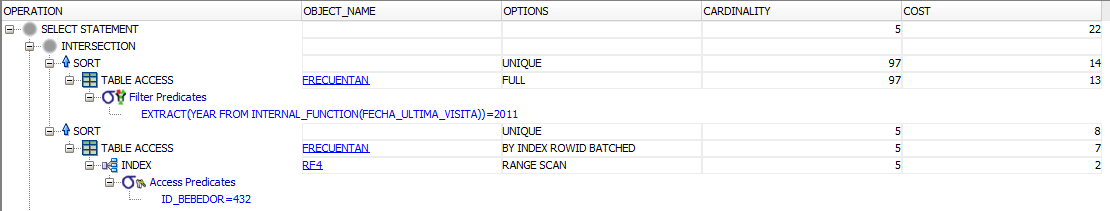 OPERATION OBJECT_NAME OPTIONS CARDINALITY COST
SELECT STATEMENT 5 22
INTERSECTION
SORT UNIQUE 97 14
TABLE ACCESS FRECUENTAN FULL 97 13
Filter Predicates
EXTRACT(YEAR FROM INTERNAL_FUNCTION(FECHA_ULTIMA_VISITA))=2011
SORT UNIQUE 5 8
TABLE ACCESS FRECUENTAN BY INDEX ROWID BATCHED 5 7
INDEX RF4 RANGE SCAN 5 2
Access Predicates
ID_BEBEDOR=432